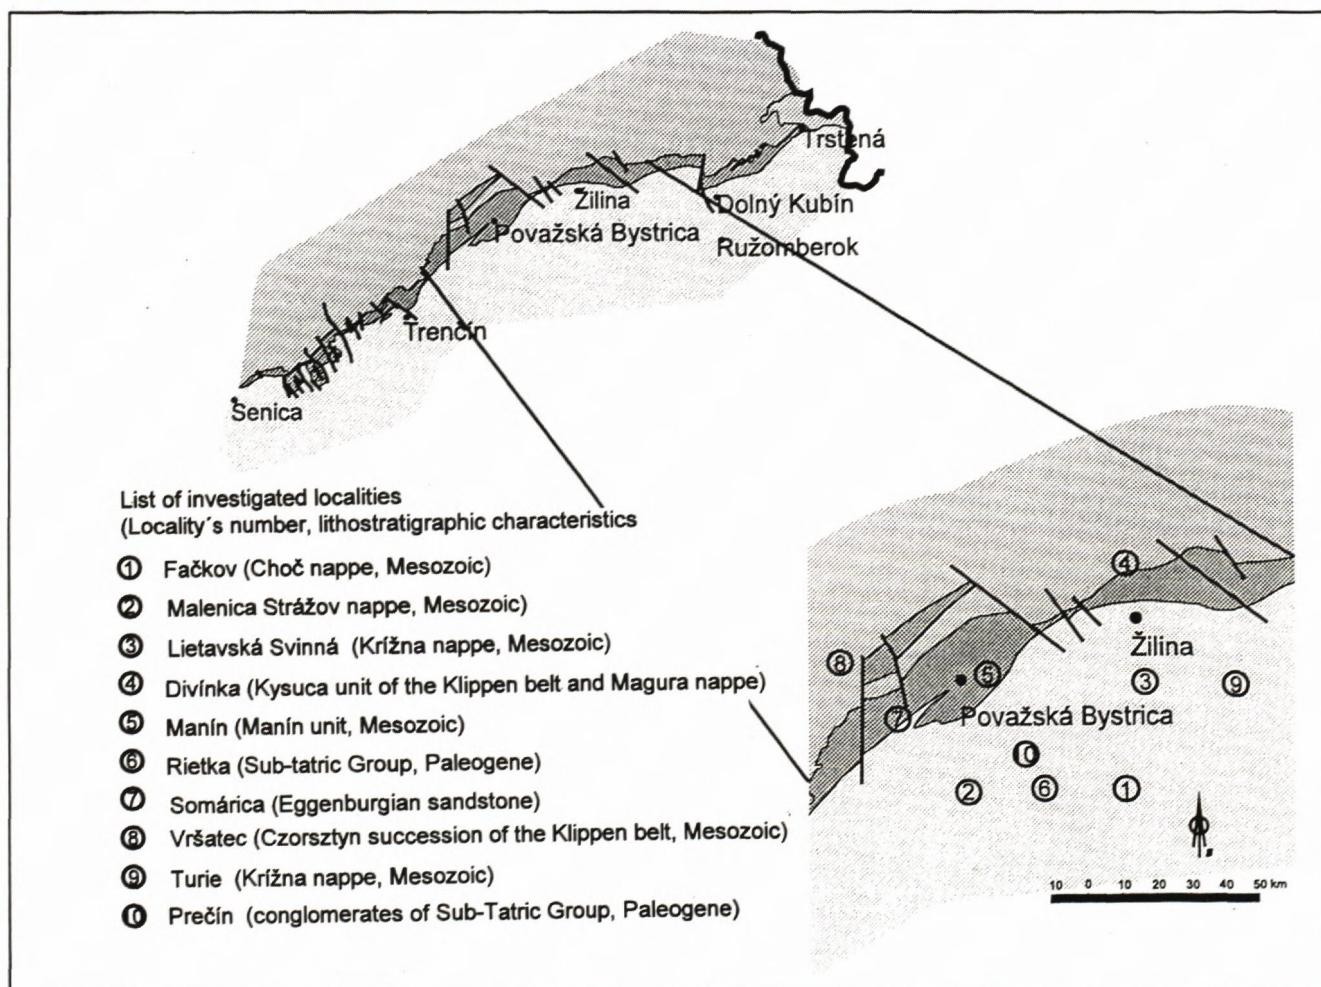 Trstená
Dolný Kubín
Žilina
Považská Bystrica
Ružomberok
Trenčín
Senica
List of investigated localities
(Locality´s number, lithostratigraphic characteristics
1 Fačkov (Choč nappe, Mesozoic)
2 Malenica Strážov nappe, Mesozoic)
3 Lietavská Svinná (Krížna nappe, Mesozoic)
4 Divínka (Kysuca unit of the Klippen belt and Magura nappe)
5 Manín (Manín unit, Mesozoic)
6 Rietka (Sub-tatric Group, Paleogene)
7 Somárica (Eggenburgian sandstone)
8 Vršatec (Czorsztyn succession of the Klippen belt, Mesozoic)
9 Turie (Krížna nappe, Mesozoic)
10 Prečín (conglomerates of Sub-Tatric Group, Paleogene)
4
Žilina
8
5
3
9
7
Považská Bystrica
10
2
6
1
10 0 10 20 30 50 km